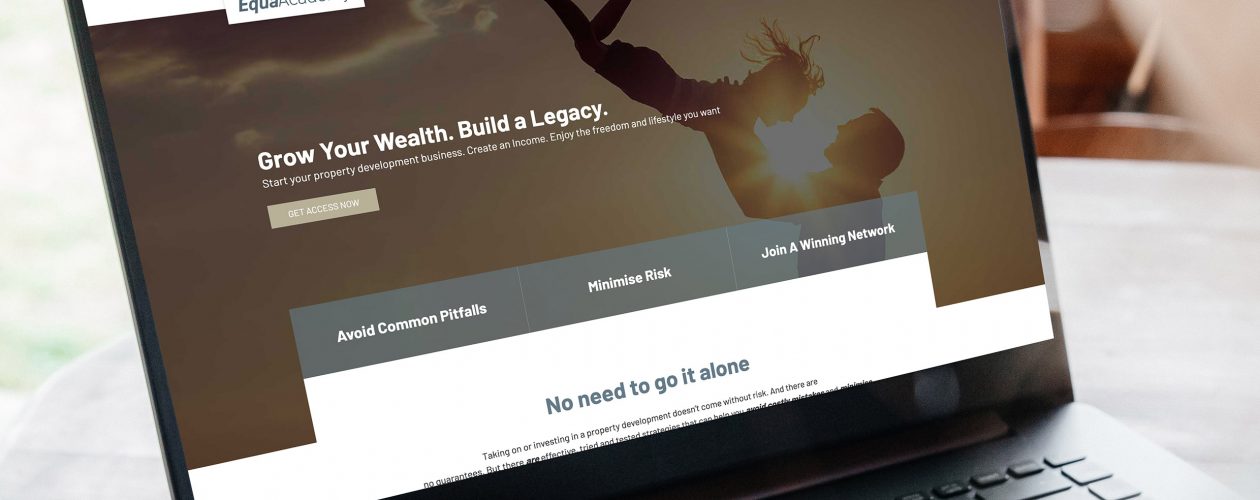 EquaAcademy
Grow Your Wealth. Build a Legacy.
Start your property development business. Create an Income. Enjoy the freedom and lifestyle you want
GET ACCESS NOW
Avoid Common Pitfalls
Minimise Risk
Join A Winning Network
No need to go it alone
Taking on or investing in a property development doesn't come without risk. And there are
no guarantees. But there are effective, tried and tested strategies that can help you avoid costly mistakes and minimise